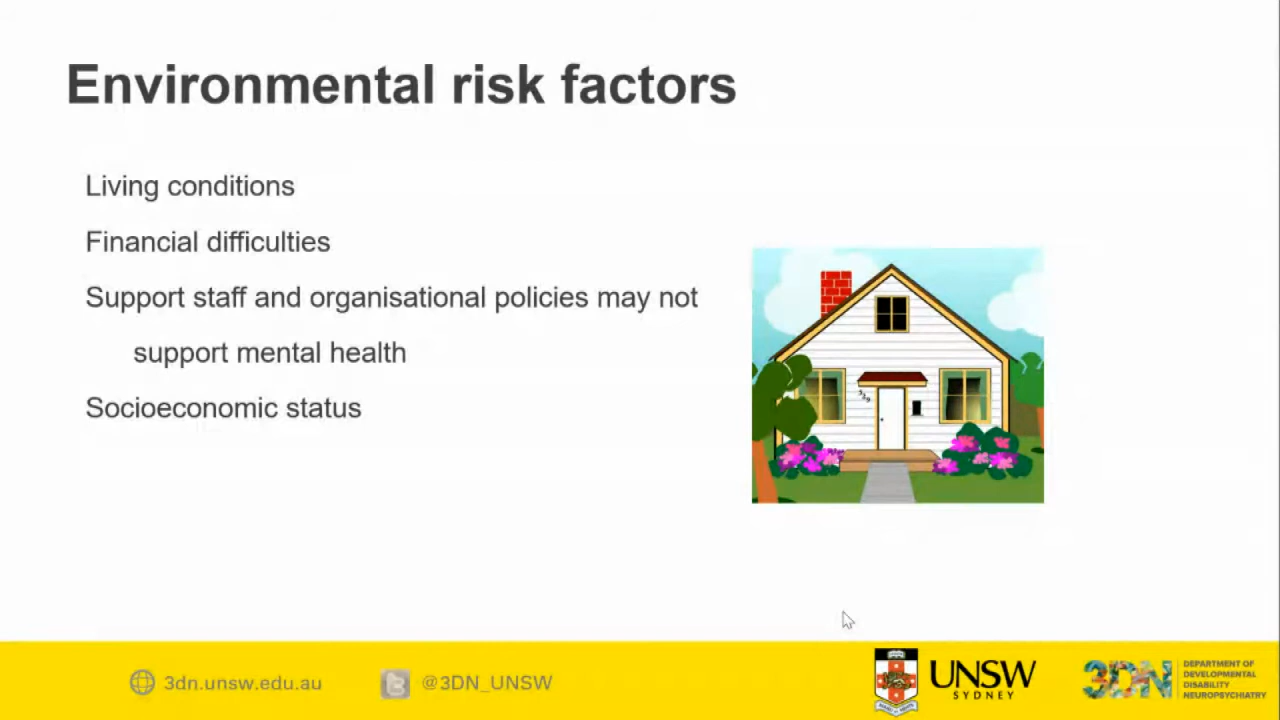 Environmental risk factors
Living conditions
Financial difficulties
Support staff and organisational policies may not
support mental health
Socioeconomic status
329
3dn.unsw.edu.au
@3DN_UNSW
UNSW
SYDNEY
3DN
DEPARTMENT OF
DEVELOPMENTAL
DISABILITY
NEUROPSYCHIATRY